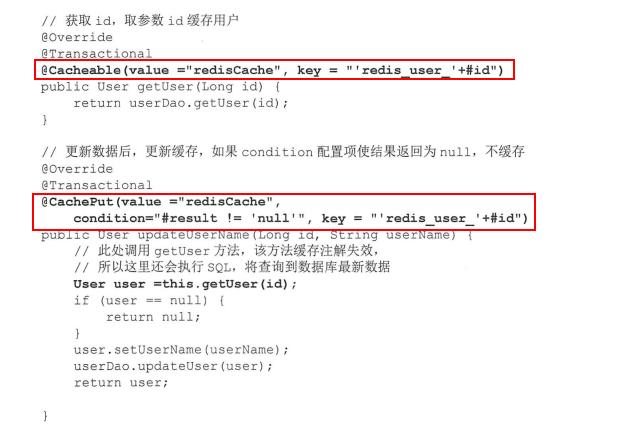 // 获取 id，取参数 id 缓存用户
@Override
@Transactional
@Cacheable(value ="redisCache", key = "'redis_user_'+#id")
public User getUser(Long id) {
    return userDao.getUser(id);
}
// 更新数据后，更新缓存，如果 condition 配置项使结果返回为 null，不缓存
@Override
@Transactional
@CachePut(value ="redisCache",
    condition="#result != 'null'", key = "'redis_user_'+#id")
public User updateUserName(Long id, String userName) {
    // 此处调用 getUser 方法，该方法缓存注解失效，
    // 所以这里还会执行 SQL，将查询到数据库最新数据
    User user =this.getUser(id);
    if (user == null) {
        return null;
    }
    user.setUserName(userName);
    userDao.updateUser(user);
    return user;
}